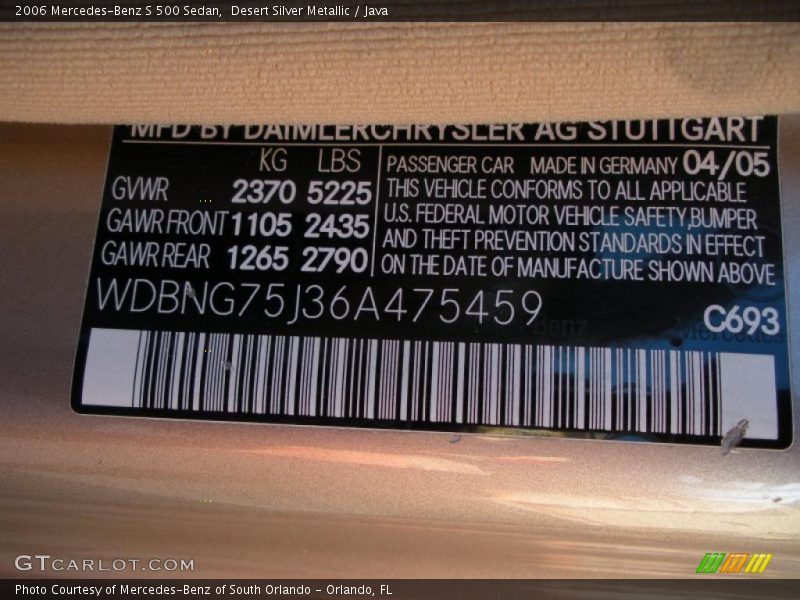 2006 Mercedes-Benz S 500 Sedan, Desert Silver Metallic / Java
MFD BY DAIMLERCHRYSLER AG STUTTGART
KG LBS
GVWR 2370 5225
GAWR FRONT 1105 2435
GAWR REAR 1265 2790
PASSENGER CAR MADE IN GERMANY 04/05
THIS VEHICLE CONFORMS TO ALL APPLICABLE
U.S. FEDERAL MOTOR VEHICLE SAFETY,BUMPER
AND THEFT PREVENTION STANDARDS IN EFFECT
ON THE DATE OF MANUFACTURE SHOWN ABOVE
WDBNG75J36A475459
C693
GTCARLOT.COM
Photo Courtesy of Mercedes-Benz of South Orlando - Orlando, FL